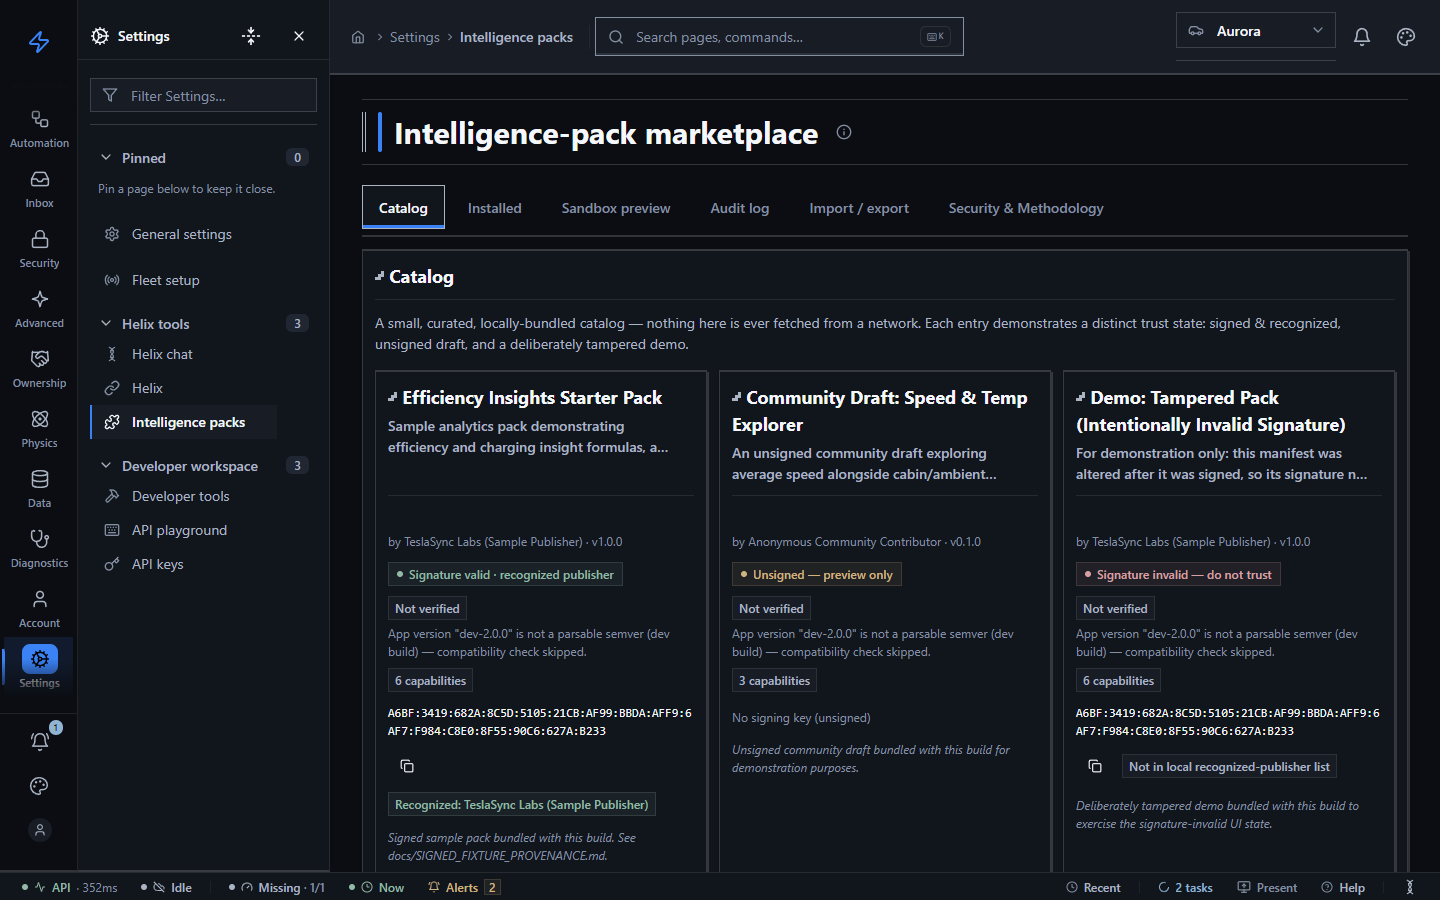 Settings
Filter Settings...
Pinned
0
Pin a page below to keep it close.
General settings
Fleet setup
Helix tools
3
Helix chat
Helix
Intelligence packs
Developer workspace
3
Developer tools
API playground
API keys
Automation
Inbox
Security
Advanced
Ownership
Physics
Data
Diagnostics
Account
Settings
1
Settings
Intelligence packs
Search pages, commands...
K
Aurora
Intelligence-pack marketplace
Catalog
Installed
Sandbox preview
Audit log
Import / export
Security & Methodology
Catalog
A small, curated, locally-bundled catalog — nothing here is ever fetched from a network. Each entry demonstrates a distinct trust state: signed & recognized,
unsigned draft, and a deliberately tampered demo.
Efficiency Insights Starter Pack
Sample analytics pack demonstrating
efficiency and charging insight formulas, a...
by TeslaSync Labs (Sample Publisher) · v1.0.0
Signature valid · recognized publisher
Not verified
App version "dev-2.0.0" is not a parsable semver (dev
build) — compatibility check skipped.
6 capabilities
A6BF:3419:682A:8C5D:5105:21CB:AF99:BBDA:AFF9:6
AF7:F984:C8E0:8F55:90C6:627A:B233
Recognized: TeslaSync Labs (Sample Publisher)
Signed sample pack bundled with this build. See
docs/SIGNED_FIXTURE_PROVENANCE.md.
Community Draft: Speed & Temp
Explorer
An unsigned community draft exploring
average speed alongside cabin/ambient...
by Anonymous Community Contributor · v0.1.0
Unsigned — preview only
Not verified
App version "dev-2.0.0" is not a parsable semver (dev
build) — compatibility check skipped.
3 capabilities
No signing key (unsigned)
Unsigned community draft bundled with this build for
demonstration purposes.
Demo: Tampered Pack
(Intentionally Invalid Signature)
For demonstration only: this manifest was
altered after it was signed, so its signature n...
by TeslaSync Labs (Sample Publisher) · v1.0.0
Signature invalid — do not trust
Not verified
App version "dev-2.0.0" is not a parsable semver (dev
build) — compatibility check skipped.
6 capabilities
A6BF:3419:682A:8C5D:5105:21CB:AF99:BBDA:AFF9:6
AF7:F984:C8E0:8F55:90C6:627A:B233
Not in local recognized-publisher list
Deliberately tampered demo bundled with this build to
exercise the signature-invalid UI state.
API · 352ms
Idle
Missing · 1/1
Now
Alerts 2
Recent
2 tasks
Present
Help